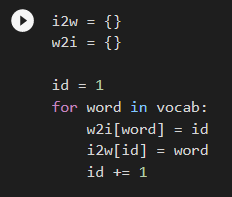 i2w = {}
w2i = {}

id = 1
for word in vocab:
    w2i[word] = id
    i2w[id] = word
    id += 1